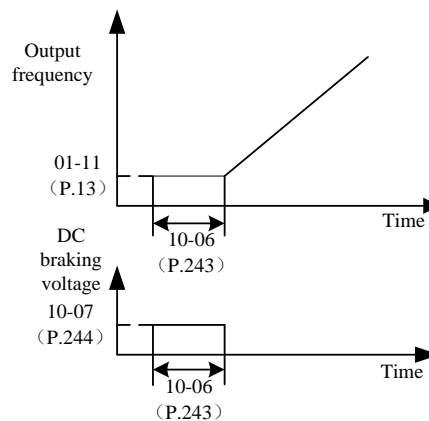 Output
frequency
01-11
（P.13）
Time
10-06
（P.243）
DC
braking
voltage
10-07
（P.244）
Time
10-06
（P.243）